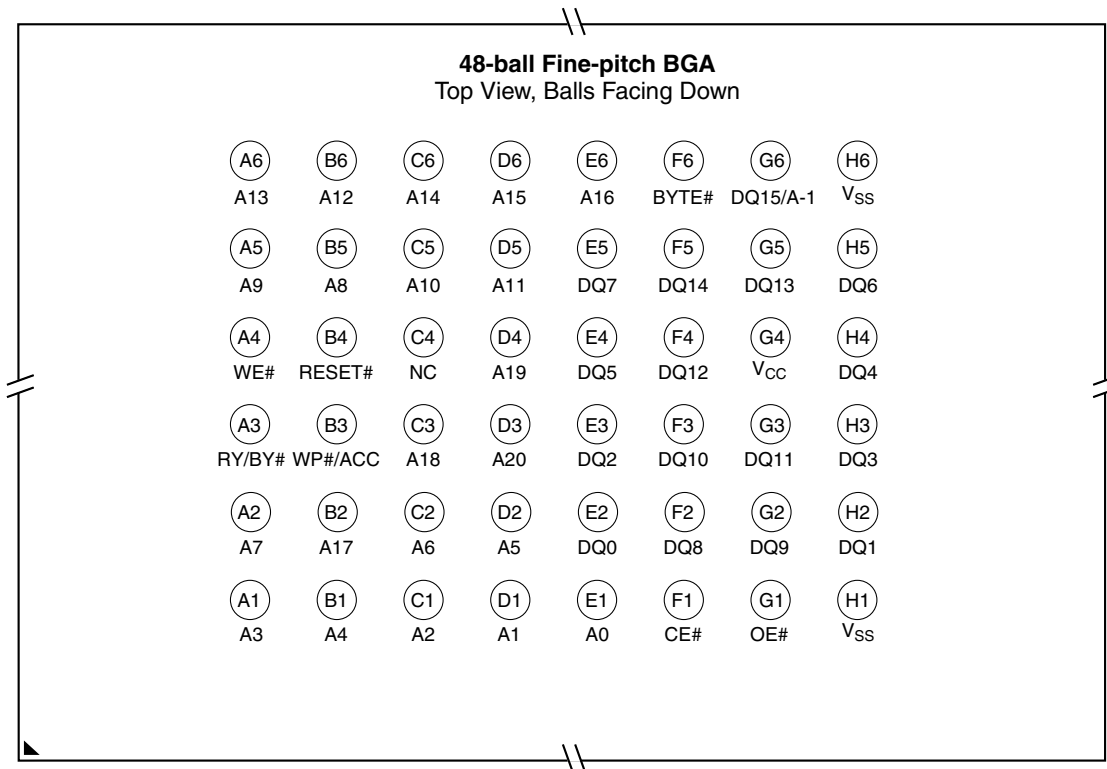 48-ball Fine-pitch BGA
Top View, Balls Facing Down
A6 B6 C6 D6 E6 F6 G6 H6
A13 A12 A14 A15 A16 BYTE# DQ15/A-1 VSS
A5 B5 C5 D5 E5 F5 G5 H5
A9 A8 A10 A11 DQ7 DQ14 DQ13 DQ6
A4 B4 C4 D4 E4 F4 G4 H4
WE# RESET# NC A19 DQ5 DQ12 VCC DQ4
A3 B3 C3 D3 E3 F3 G3 H3
RY/BY# WP#/ACC A18 A20 DQ2 DQ10 DQ11 DQ3
A2 B2 C2 D2 E2 F2 G2 H2
A7 A17 A6 A5 DQ0 DQ8 DQ9 DQ1
A1 B1 C1 D1 E1 F1 G1 H1
A3 A4 A2 A1 A0 CE# OE# VSS